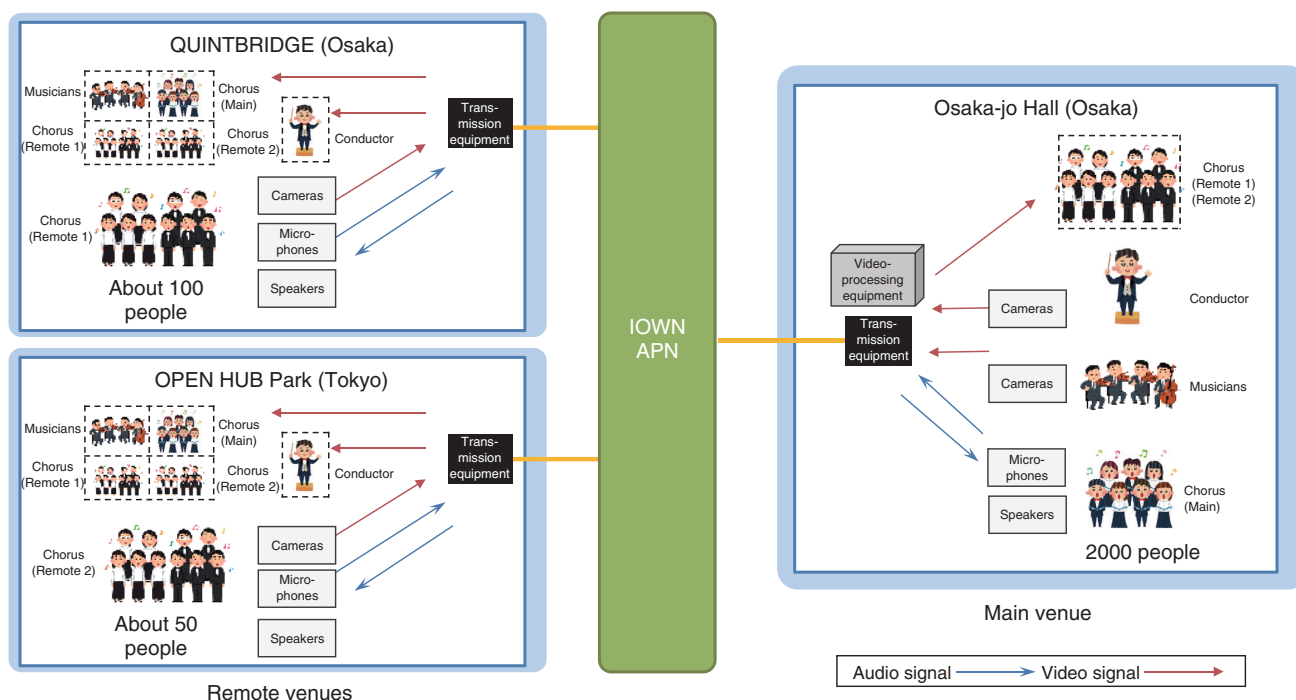 QUINTBRIDGE (Osaka)
Musicians
Chorus
(Main)
Chorus
(Remote 1)
Chorus
(Remote 2)
Conductor
Trans-
mission
equipment
Cameras
Chorus
(Remote 1)
Micro-
phones
Speakers
About 100
people
OPEN HUB Park (Tokyo)
Musicians
Chorus
(Main)
Chorus
(Remote 1)
Chorus
(Remote 2)
Conductor
Trans-
mission
equipment
Cameras
Chorus
(Remote 2)
Micro-
phones
Speakers
About 50
people
Remote venues
IOWN
APN
Osaka-jo Hall (Osaka)
Chorus
(Remote 1)
(Remote 2)
Video-
processing
equipment
Cameras
Conductor
Trans-
mission
equipment
Cameras
Musicians
Micro-
phones
Speakers
Chorus
(Main)
2000 people
Main venue
Audio signal Video signal